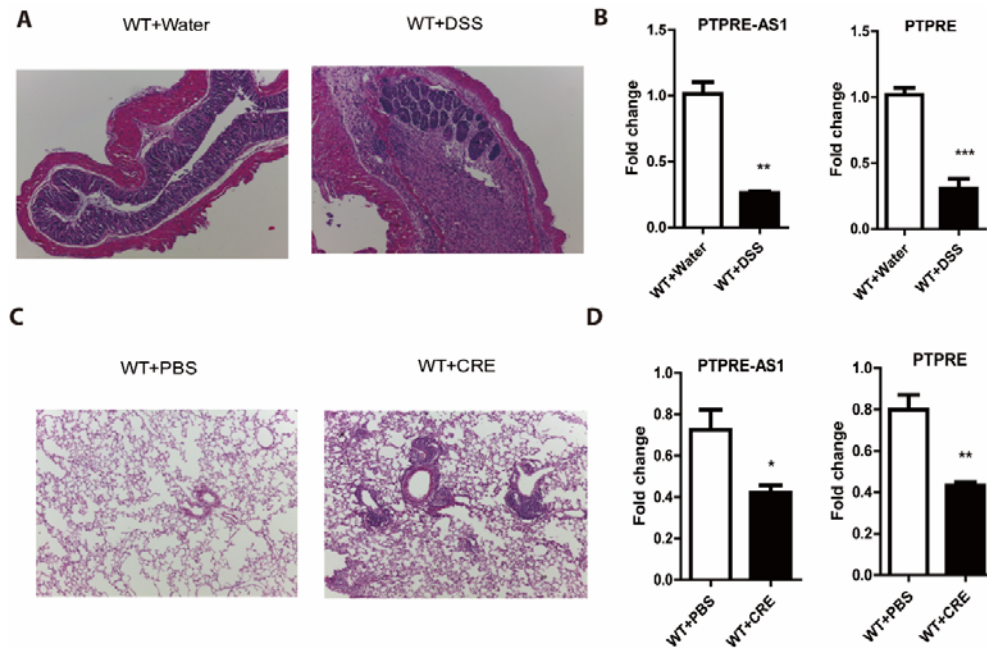 A
WT+Water
WT+DSS
B
PTPRE-AS1
Fold change
1.5
1.0
0.5
0.0
**
WT+Water
WT+DSS
PTPRE
Fold change
1.5
1.0
0.5
0.0
***
WT+Water
WT+DSS
C
WT+PBS
WT+CRE
D
PTPRE-AS1
Fold change
1.0
0.8
0.6
0.4
0.2
0.0
*
WT+PBS
WT+CRE
PTPRE
Fold change
1.0
0.8
0.6
0.4
0.2
0.0
**
WT+PBS
WT+CRE